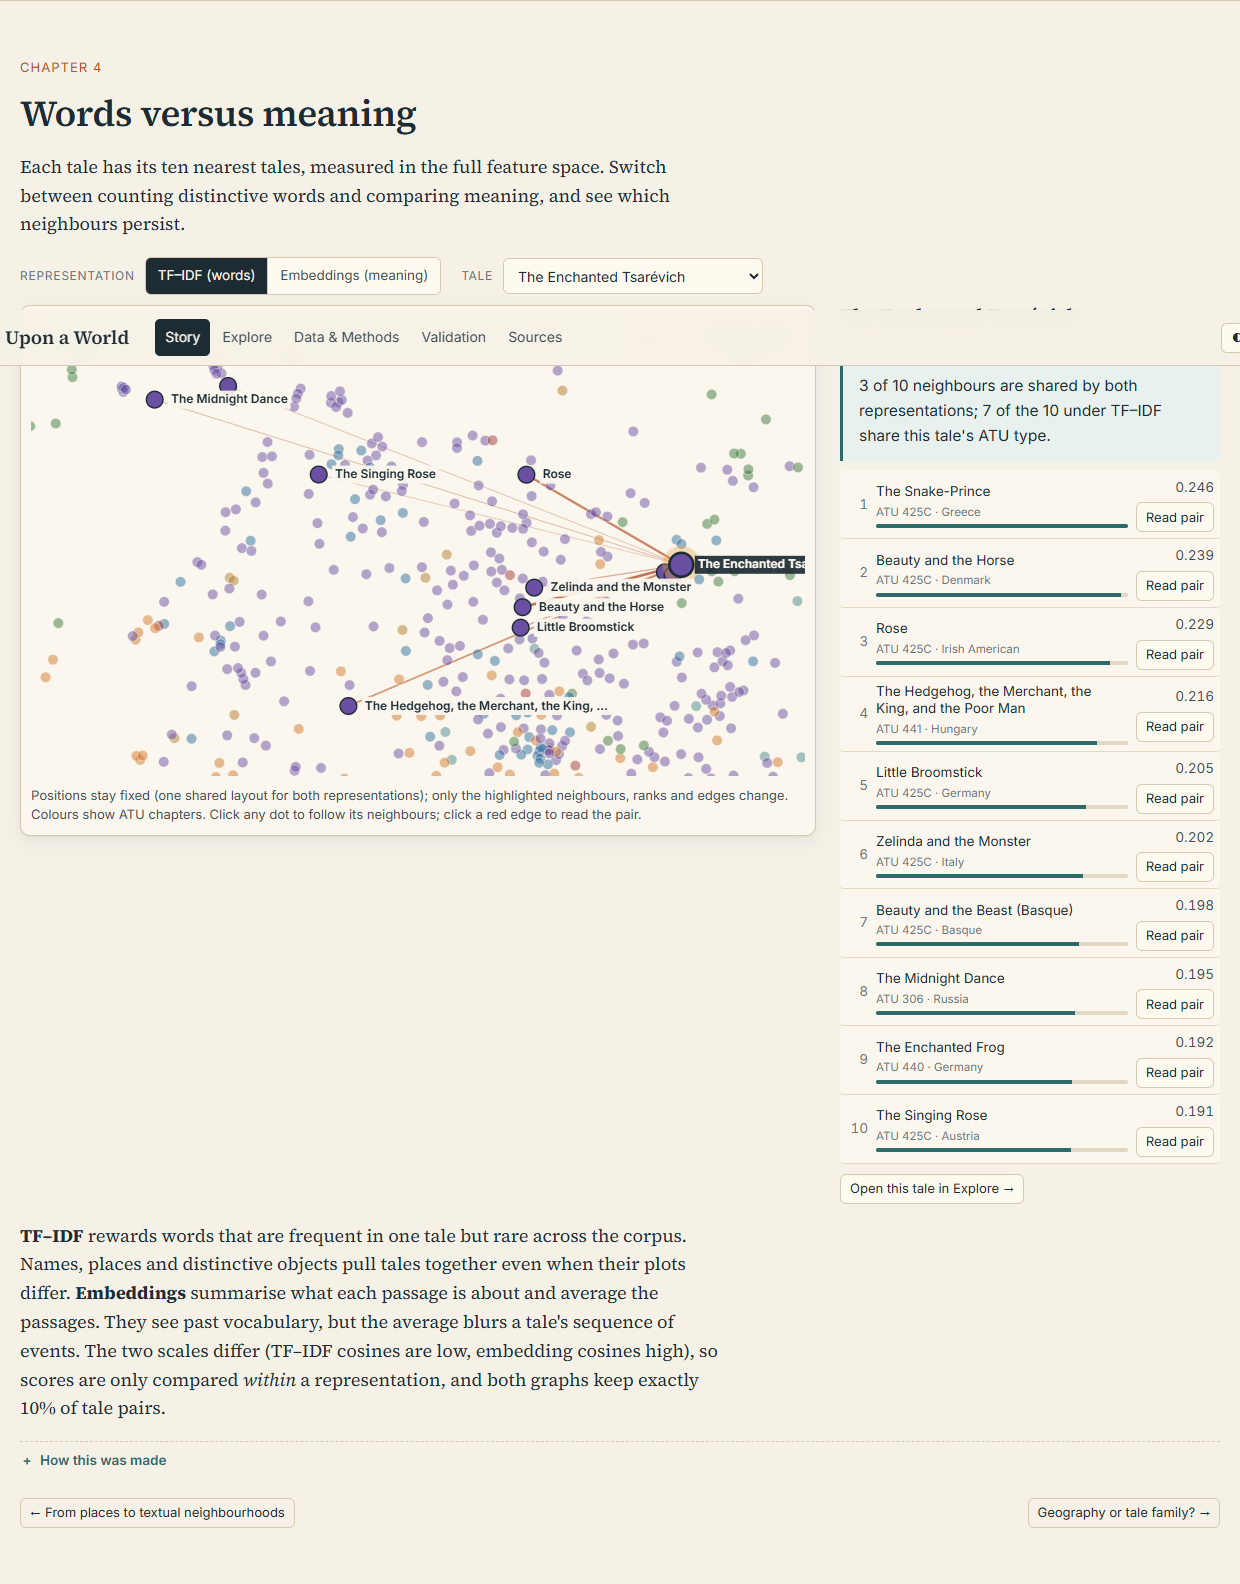 CHAPTER 4
Words versus meaning
Each tale has its ten nearest tales, measured in the full feature space. Switch
between counting distinctive words and comparing meaning, and see which
neighbours persist.
REPRESENTATION TF–IDF (words) Embeddings (meaning) TALE The Enchanted Tsarévich
Upon a World Story Explore Data & Methods Validation Sources
The Midnight Dance
The Singing Rose
Rose
The Enchanted Tsa
Zelinda and the Monster
Beauty and the Horse
Little Broomstick
The Hedgehog, the Merchant, the King, ...
Positions stay fixed (one shared layout for both representations); only the highlighted neighbours, ranks and edges change.
Colours show ATU chapters. Click any dot to follow its neighbours; click a red edge to read the pair.
3 of 10 neighbours are shared by both
representations; 7 of the 10 under TF–IDF
share this tale's ATU type.
1 The Snake-Prince 0.246
ATU 425C · Greece Read pair
2 Beauty and the Horse 0.239
ATU 425C · Denmark Read pair
3 Rose 0.229
ATU 425C · Irish American Read pair
4 The Hedgehog, the Merchant, the 0.216
King, and the Poor Man
ATU 441 · Hungary Read pair
5 Little Broomstick 0.205
ATU 425C · Germany Read pair
6 Zelinda and the Monster 0.202
ATU 425C · Italy Read pair
7 Beauty and the Beast (Basque) 0.198
ATU 425C · Basque Read pair
8 The Midnight Dance 0.195
ATU 306 · Russia Read pair
9 The Enchanted Frog 0.192
ATU 440 · Germany Read pair
10 The Singing Rose 0.191
ATU 425C · Austria Read pair
Open this tale in Explore →
TF–IDF rewards words that are frequent in one tale but rare across the corpus.
Names, places and distinctive objects pull tales together even when their plots
differ. Embeddings summarise what each passage is about and average the
passages. They see past vocabulary, but the average blurs a tale's sequence of
events. The two scales differ (TF–IDF cosines are low, embedding cosines high), so
scores are only compared within a representation, and both graphs keep exactly
10% of tale pairs.
+ How this was made
← From places to textual neighbourhoods
Geography or tale family? →